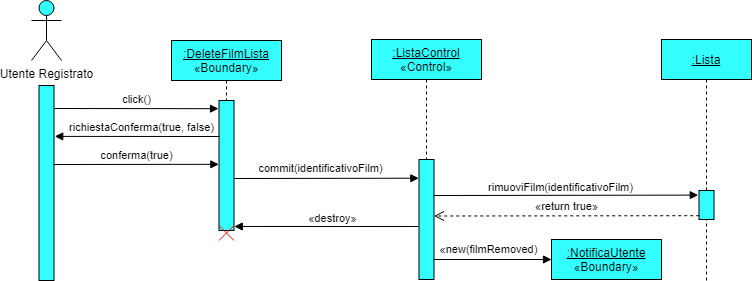 Utente Registrato
:DeleteFilmLista
«Boundary»
:ListaControl
«Control»
:Lista
click()
richiestaConferma(true, false)
conferma(true)
commit(identificativoFilm)
rimuoviFilm(identificativoFilm)
«return true»
«destroy»
«new(filmRemoved)
:NotificaUtente
«Boundary»